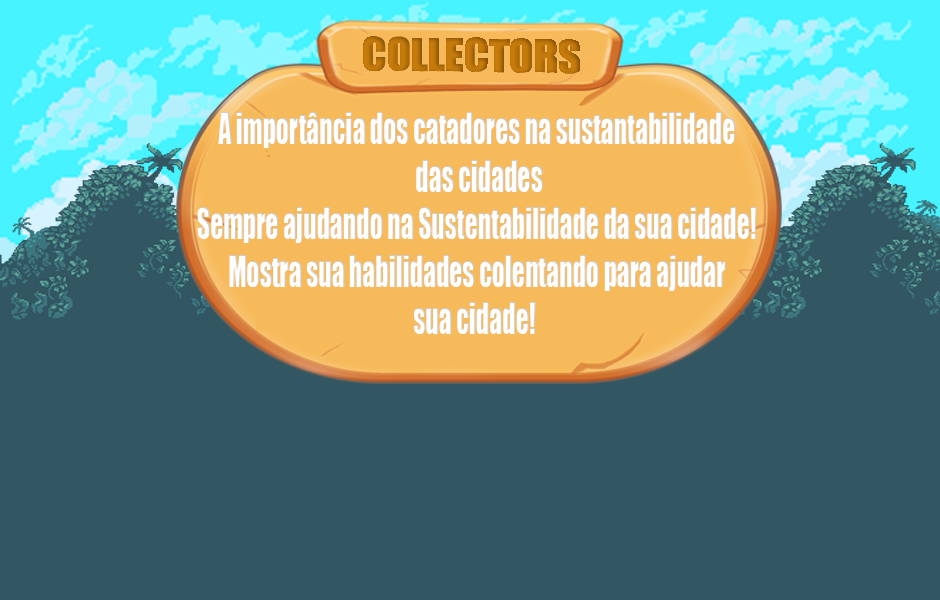 COLLECTORS
A importância dos catadores na sustantabilidade
das cidades
Sempre ajudando na Sustentabilidade da sua cidade!
Mostra sua habilidades colentando para ajudar
sua cidade!